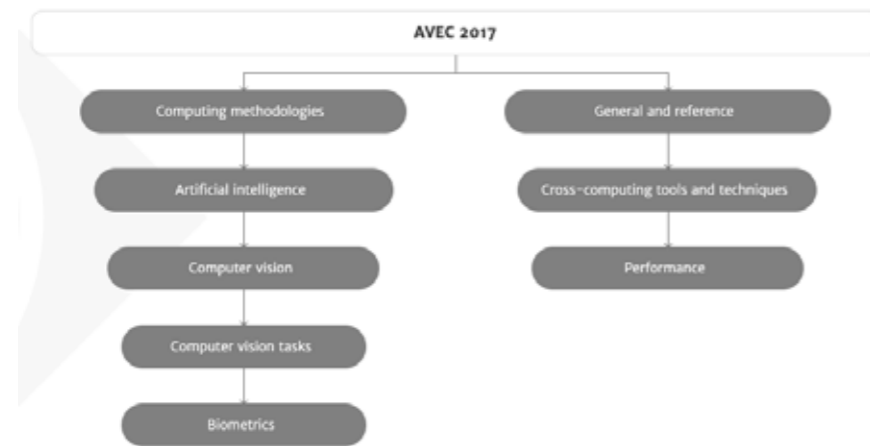 AVEC 2017
Computing methodologies
General and reference
Artificial intelligence
Cross-computing tools and techniques
Computer vision
Performance
Computer vision tasks
Biometrics